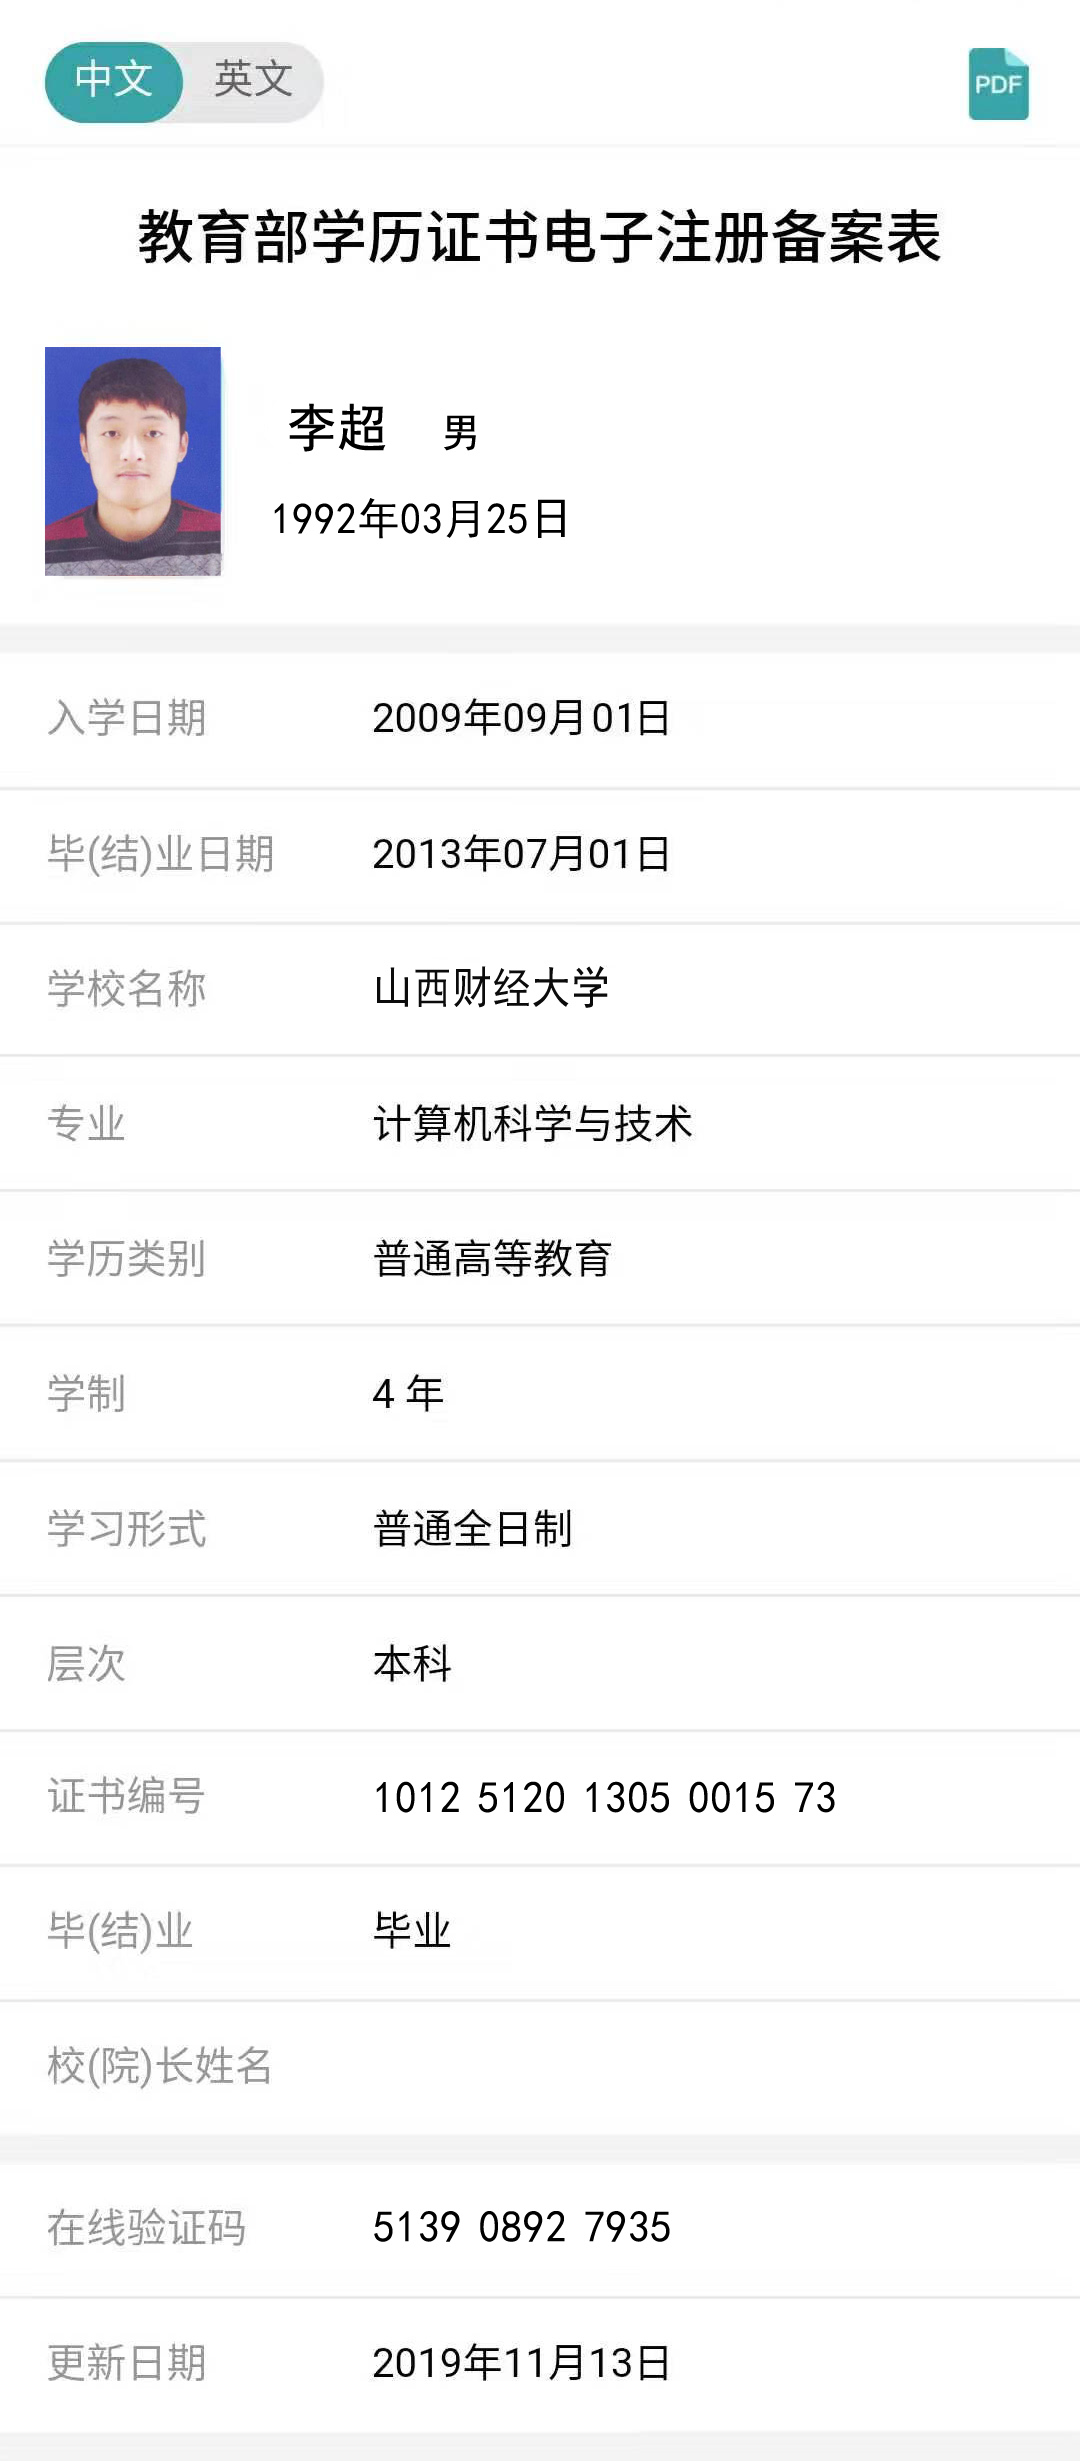 中文 英文 PDF
教育部学历证书电子注册备案表
李超 男
1992年03月25日
入学日期 2009年09月01日
毕(结)业日期 2013年07月01日
学校名称 山西财经大学
专业 计算机科学与技术
学历类别 普通高等教育
学制 4 年
学习形式 普通全日制
层次 本科
证书编号 1012 5120 1305 0015 73
毕(结)业 毕业
校(院)长姓名
在线验证码 5139 0892 7935
更新日期 2019年11月13日